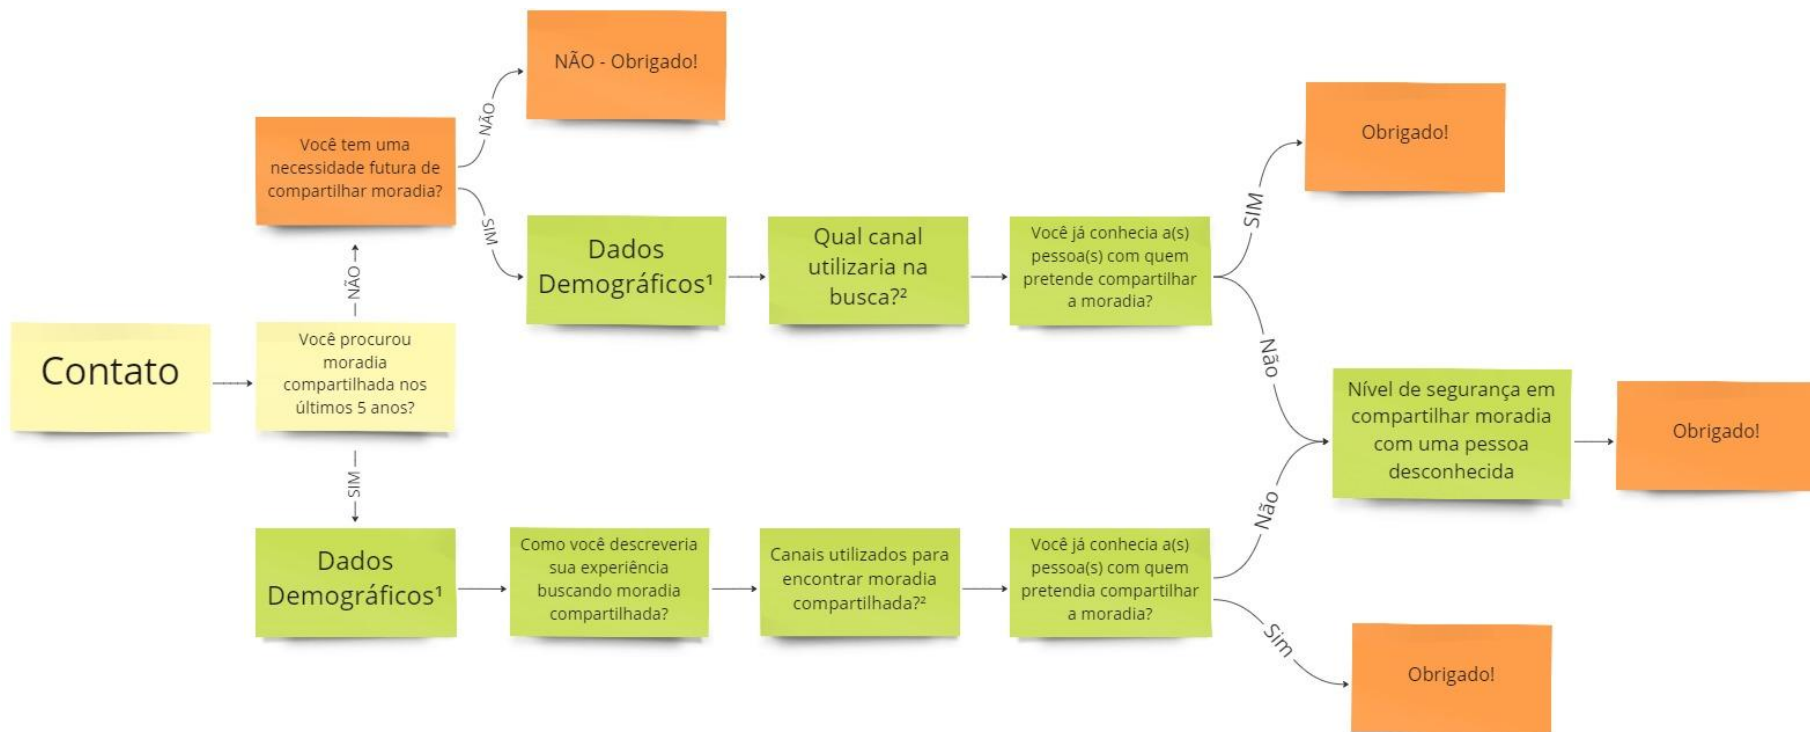 NÃO - Obrigado!
NÃO
Você tem uma
necessidade futura de
compartilhar moradia?
SIM
Dados
Demográficos¹
Qual canal
utilizaria na
busca?²
Você já conhecia a(s)
pessoa(s) com quem
pretende compartilhar
a moradia?
SIM
Obrigado!
NÃO
Contato
Você procurou
moradia
compartilhada nos
últimos 5 anos?
Não
Nível de segurança em
compartilhar moradia
com uma pessoa
desconhecida
Obrigado!
SIM
Dados
Demográficos¹
Como você descreveria
sua experiência
buscando moradia
compartilhada?
Canais utilizados para
encontrar moradia
compartilhada?²
Você já conhecia a(s)
pessoa(s) com quem
pretendia compartilhar
a moradia?
Não
Sim
Obrigado!